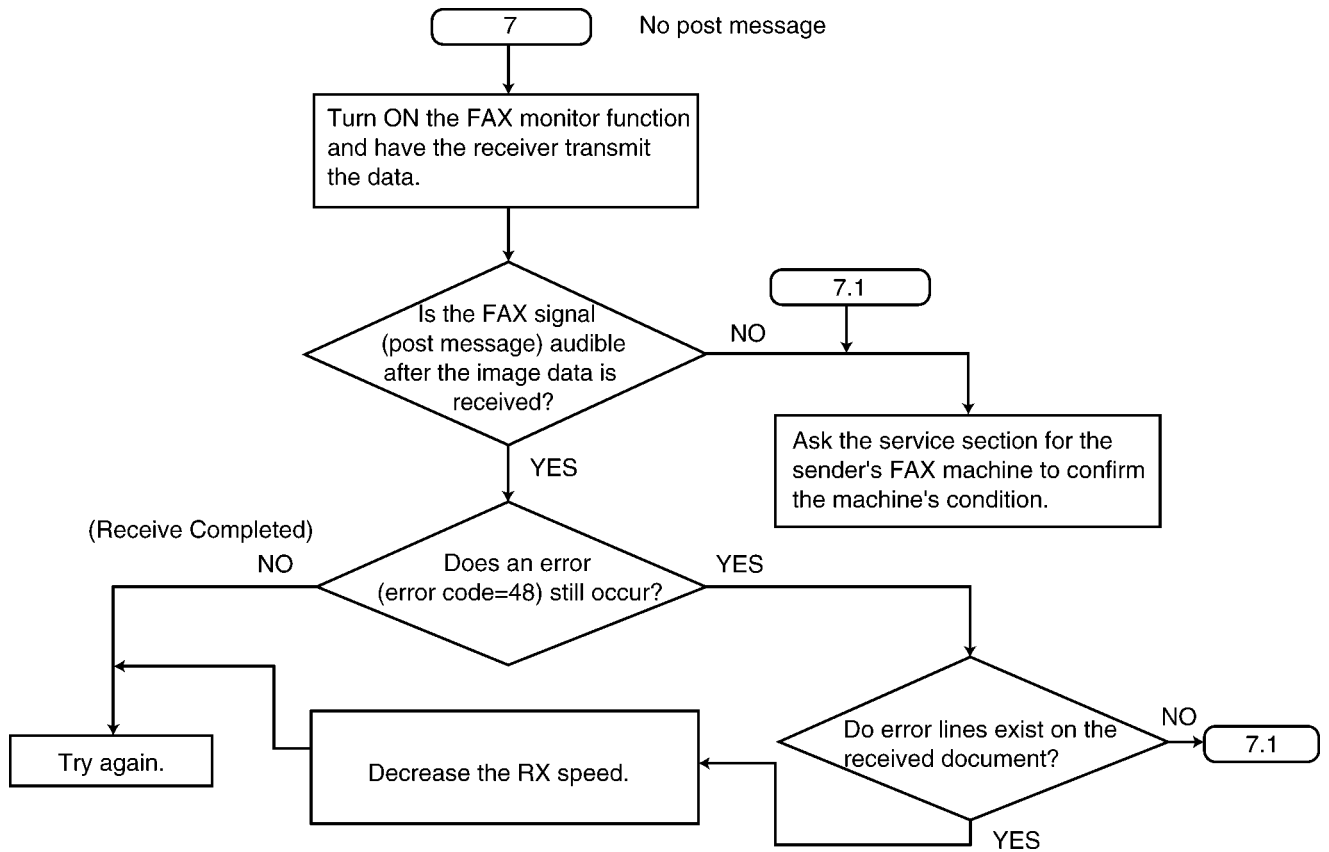 7
No post message
Turn ON the FAX monitor function
and have the receiver transmit
the data.
7.1
Is the FAX signal
(post message) audible
after the image data is
received?
NO
Ask the service section for the
sender's FAX machine to confirm
the machine's condition.
YES
(Receive Completed)
NO
Does an error
(error code=48) still occur?
YES
Do error lines exist on the
received document?
NO
7.1
Try again.
Decrease the RX speed.
YES